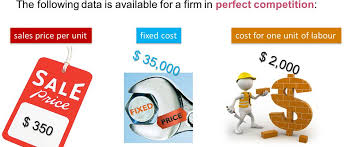 The following data is available for a firm in perfect competition:
sales price per unit
fixed cost
cost for one unit of labour
$ 35,000
$ 2,000
SALE
Price
$ 350
FIXED
PRICE